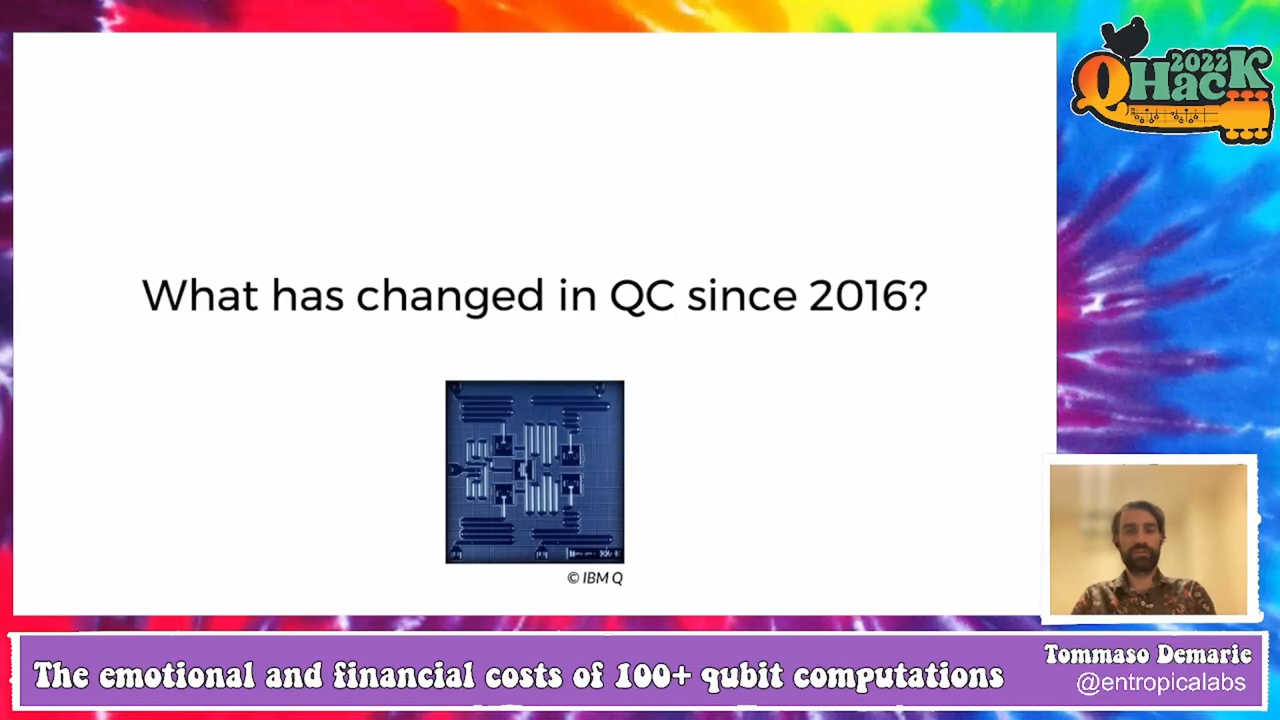 2022
QHack
What has changed in QC since 2016?
© IBM Q
The emotional and financial costs of 100+ qubit computations
Tommaso Demarie
@entropicalabs